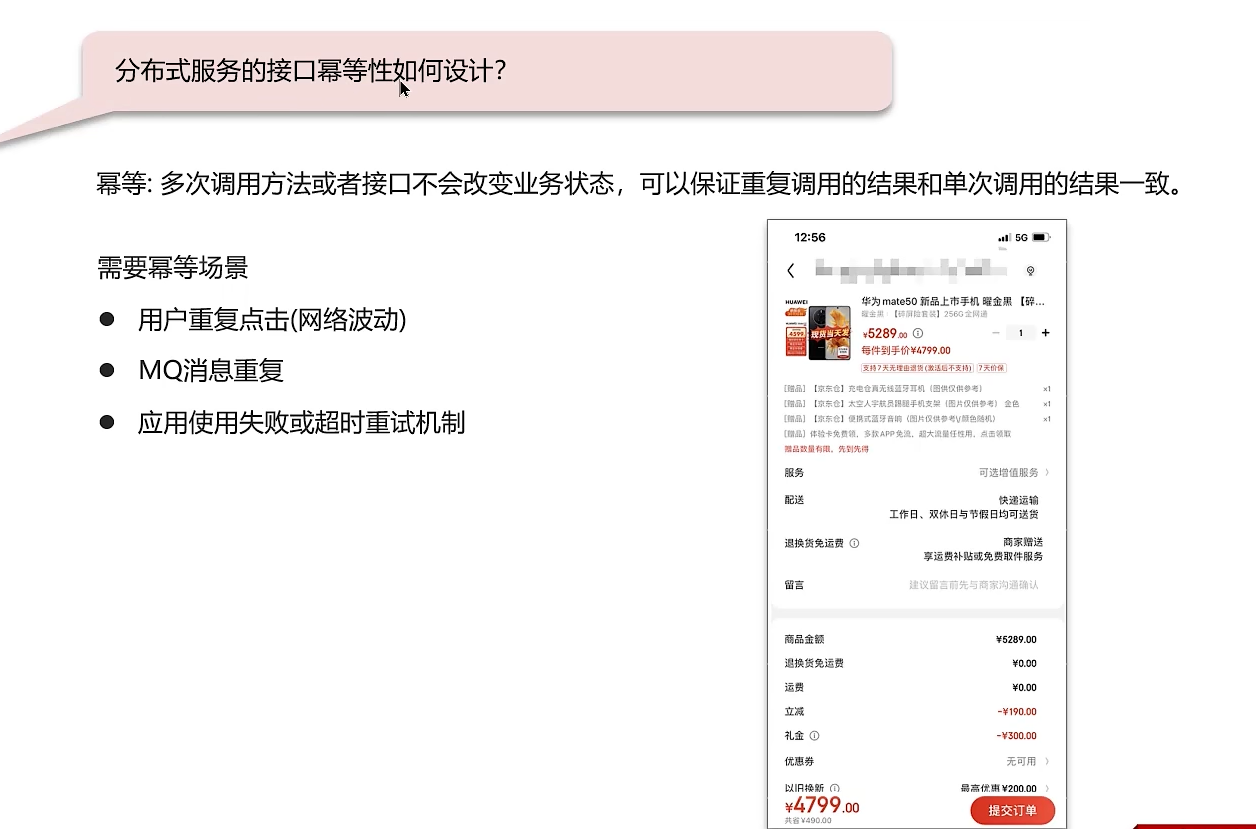 分布式服务的接口幂等性如何设计?
幂等: 多次调用方法或者接口不会改变业务状态，可以保证重复调用的结果和单次调用的结果一致。
需要幂等场景
● 用户重复点击(网络波动)
● MQ消息重复
● 应用使用失败或超时重试机制
12:56 5G
HUAWEI
华为mate50 新品上市手机 曜金黑 【碎...
曜金黑 【碎屏险套装】256G 全网通
¥5289.00 1 +
每件到手价¥4799.00
支持7天无理由退货(激活后不支持) 7天价保
现货当天发
4599
[赠品] 【京东仓】充电仓真无线蓝牙耳机（图供仅供参考） x1
[赠品] 【京东仓】太空人宇航员踢腿手机支架（图片仅供参考） 金色 x1
[赠品] 【京东仓】便携式蓝牙音响（图片仅供参考\/颜色随机） x1
[赠品] 体验卡免费领，多款APP免流，超大流量任性用，点击领取
赠品数量有限，先到先得
服务 可选增值服务
配送 快递运输
工作日、双休日与节假日均可送货
退换货免运费 商家赠送
享运费补贴或免费取件服务
留言 建议留言前先与商家沟通确认
商品金额 ¥5289.00
退换货免运费 ¥0.00
运费 ¥0.00
立减 -¥190.00
礼金 -¥300.00
优惠券 无可用
以旧换新 最高优惠¥200.00
¥4799.00
共省¥490.00
提交订单